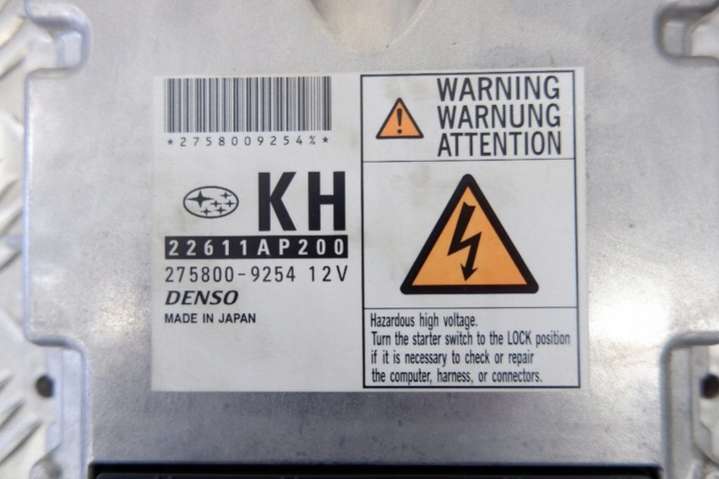 *2758009254%*
KH
22611AP200
275800-9254 12V
DENSO
MADE IN JAPAN
WARNING
WARNUNG
ATTENTION
Hazardous high voltage.
Turn the starter switch to the LOCK position
if it is necessary to check or repair
the computer, harness, or connectors.